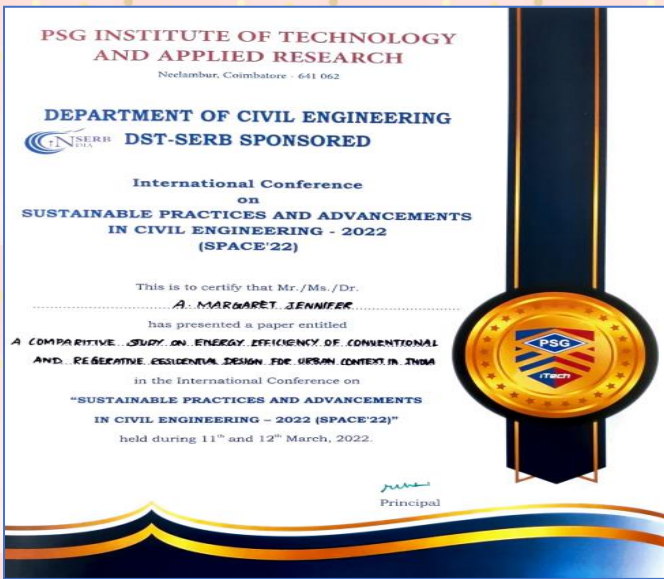 PSG INSTITUTE OF TECHNOLOGY
AND APPLIED RESEARCH
Neelambur, Coimbatore - 641 062
DEPARTMENT OF CIVIL ENGINEERING
SERB
INDIA
DST-SERB SPONSORED
International Conference
on
SUSTAINABLE PRACTICES AND ADVANCEMENTS
IN CIVIL ENGINEERING - 2022
(SPACE'22)
This is to certify that Mr./Ms./Dr.
A. MARGARET JENNIFER
has presented a paper entitled
A COMPARITIVE STUDY ON ENERGY EFFICIENCY OF CONVENTIONAL
AND REGERATIVE RESIDENTIAL DESIGN FOR URBAN CONTEXT IN INDIA
in the International Conference on
"SUSTAINABLE PRACTICES AND ADVANCEMENTS
IN CIVIL ENGINEERING – 2022 (SPACE'22)"
held during 11th and 12th March, 2022.
Principal
PSG
iTech